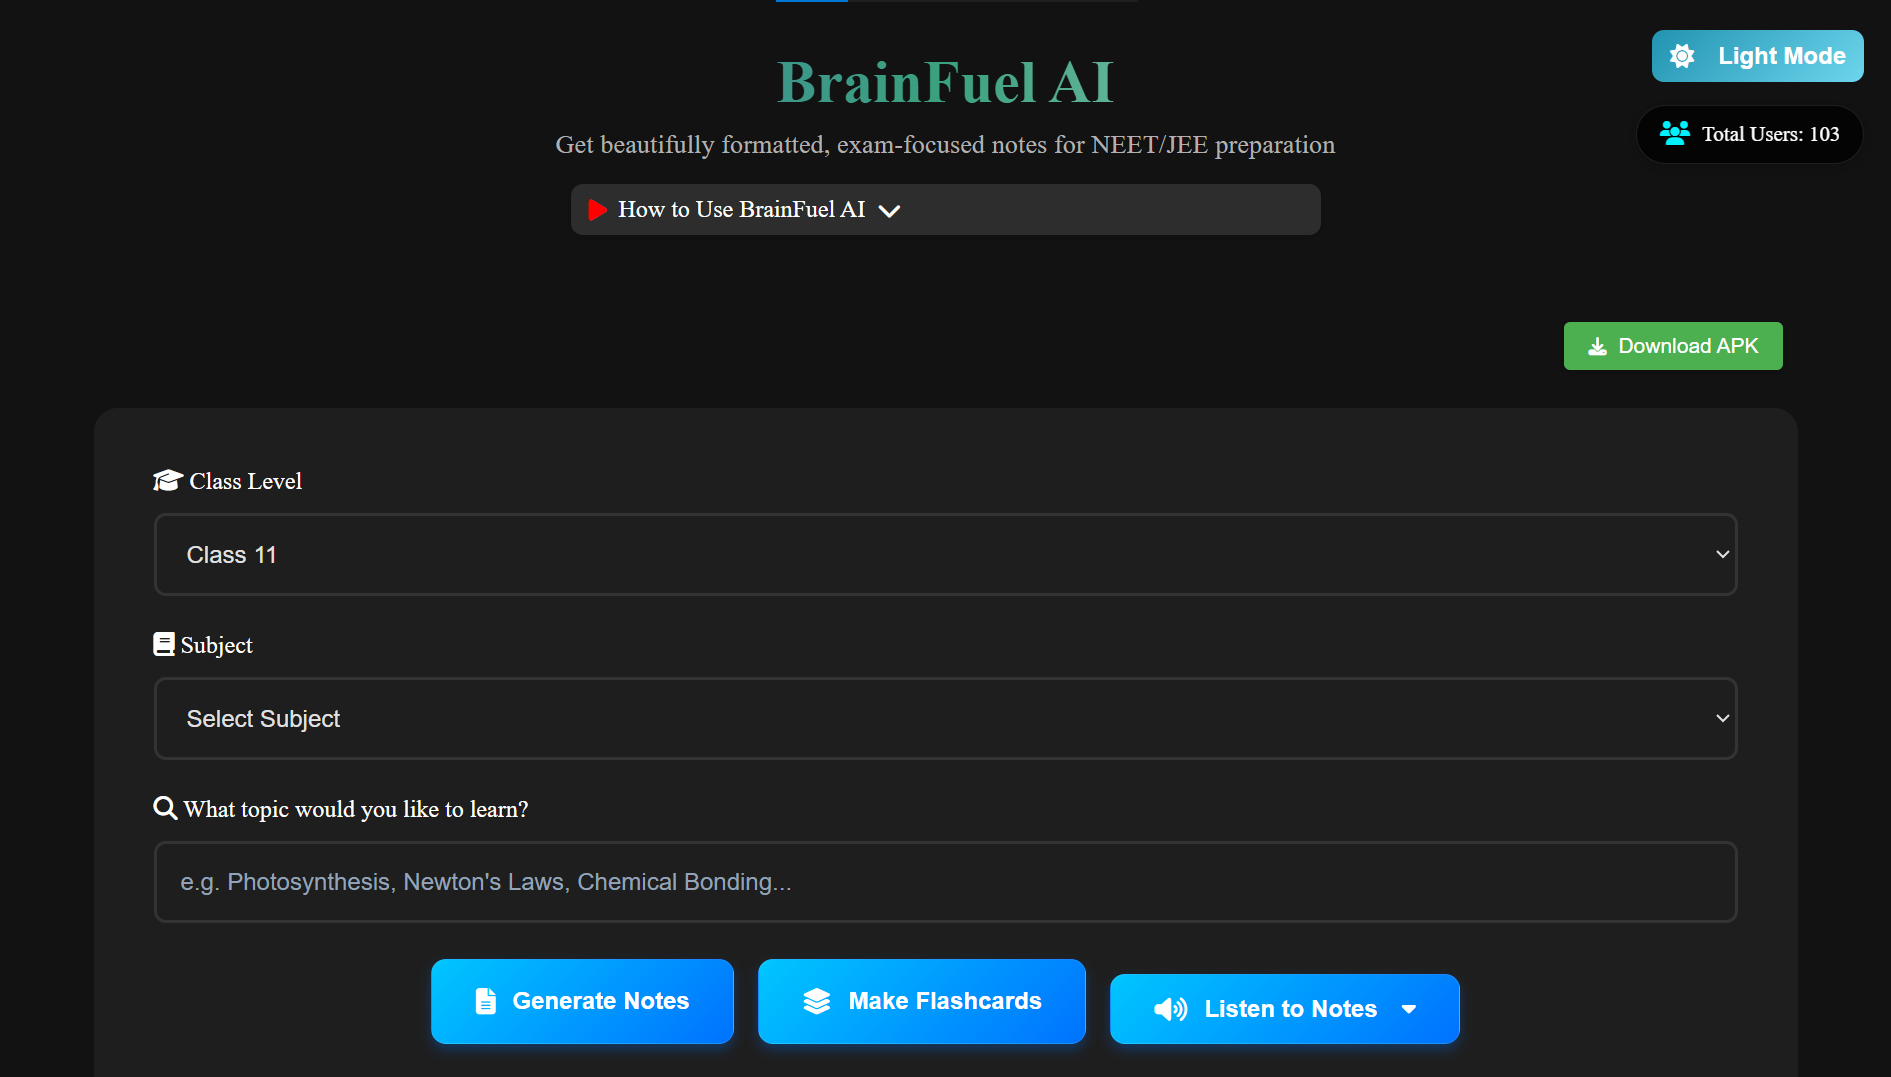 BrainFuel AI
Light Mode
Get beautifully formatted, exam-focused notes for NEET/JEE preparation
Total Users: 103
How to Use BrainFuel AI
Download APK
Class Level
Class 11
Subject
Select Subject
What topic would you like to learn?
e.g. Photosynthesis, Newton's Laws, Chemical Bonding...
Generate Notes
Make Flashcards
Listen to Notes